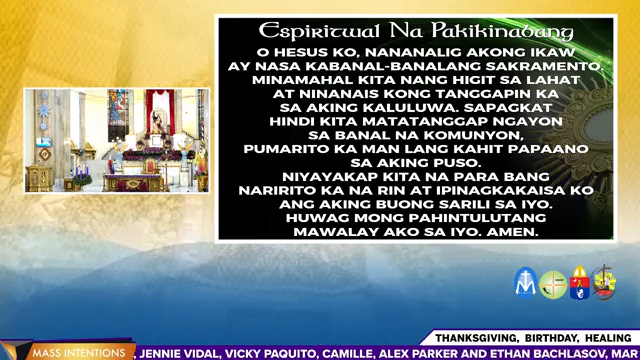 Espiritwal Na Pakikinabang
O HESUS KO, NANANALIG AKONG IKAW
AY NASA KABANAL-BANALANG SAKRAMENTO,
MINAMAHAL KITA NANG HIGIT SA LAHAT
AT NINANAIS KONG TANGGAPIN KA
SA AKING KALULUWA. SAPAGKAT
HINDI KITA MATATANGGAP NGAYON
SA BANAL NA KOMUNYON,
PUMARITO KA MAN LANG KAHIT PAPAANO
SA AKING PUSO.
NIYAYAKAP KITA NA PARA BANG
NARIRITO KA NA RIN AT IPINAGKAKAISA KO
ANG AKING BUONG SARILI SA IYO.
HUWAG MONG PAHINTULUTANG
MAWALAY AKO SA IYO. AMEN.
THANKSGIVING, BIRTHDAY, HEALING
MASS INTENTIONS
, JENNIE VIDAL, VICKY PAQUITO, CAMILLE, ALEX PARKER AND ETHAN BACHLASOV, MAR